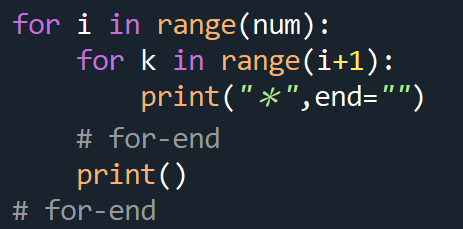 for i in range(num):
    for k in range(i+1):
        print("*",end="")
    # for-end
    print()
# for-end